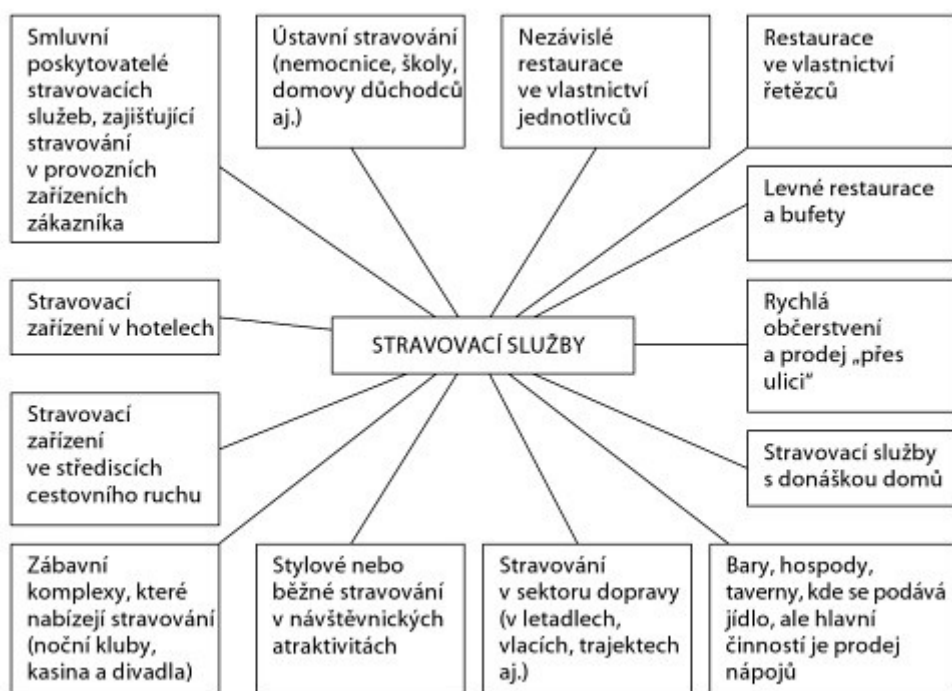 Smluvní
poskytovatelé
stravovacích
služeb, zajišťující
stravování
v provozních
zařízeních
zákazníka
Ústavní stravování
(nemocnice, školy,
domovy důchodců
aj.)
Nezávislé
restaurace
ve vlastnictví
jednotlivců
Restaurace
ve vlastnictví
řetězců
Levné restaurace
a bufety
Stravovací
zařízení v hotelech
STRAVOVACÍ SLUŽBY
Rychlá
občerstvení
a prodej „přes
ulici“
Stravovací
zařízení
ve střediscích
cestovního ruchu
Stravovací služby
s donáškou domů
Zábavní
komplexy, které
nabízejí stravování
(noční kluby,
kasina a divadla)
Stylové nebo
běžné stravování
v návštěvnických
atraktivitách
Stravování
v sektoru dopravy
(v letadlech,
vlacích, trajektech
aj.)
Bary, hospody,
taverny, kde se podává
jídlo, ale hlavní
činností je prodej
nápojů